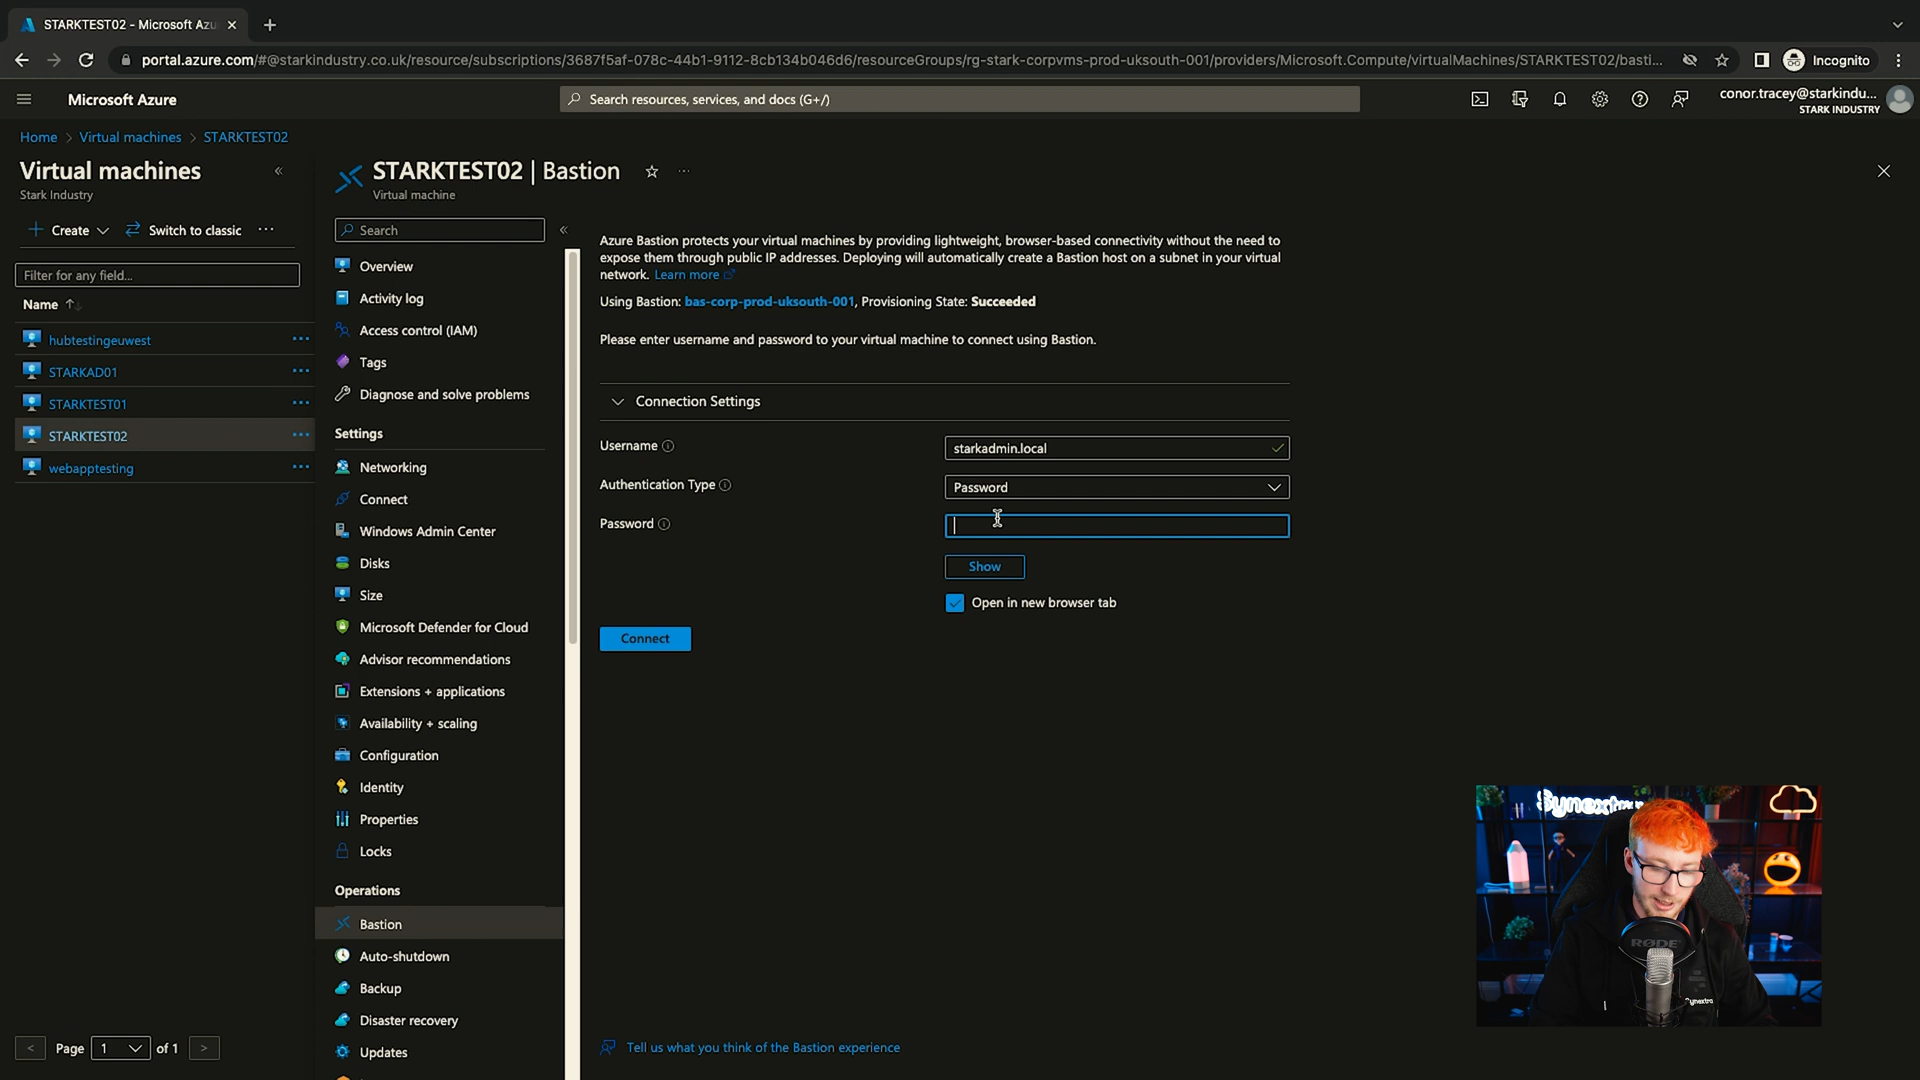 STARKTEST02 - Microsoft Azu
portal.azure.com/#@starkindustry.co.uk/resource/subscriptions/3687f5af-078c-44b1-9112-8cb134b046d6/resourceGroups/rg-stark-corpvms-prod-uksouth-001/providers/Microsoft.Compute/virtualMachines/STARKTEST02/basti...
Incognito
Microsoft Azure
Search resources, services, and docs (G+/)
conor.tracey@starkindu...
STARK INDUSTRY
Home > Virtual machines > STARKTEST02
Virtual machines
Stark Industry
Create
Switch to classic
Filter for any field...
Name
hubtestingeuwest
STARKAD01
STARKTEST01
STARKTEST02
webapptesting
Page 1 of 1
STARKTEST02 | Bastion
Virtual machine
Search
Overview
Activity log
Access control (IAM)
Tags
Diagnose and solve problems
Settings
Networking
Connect
Windows Admin Center
Disks
Size
Microsoft Defender for Cloud
Advisor recommendations
Extensions + applications
Availability + scaling
Configuration
Identity
Properties
Locks
Operations
Bastion
Auto-shutdown
Backup
Disaster recovery
Updates
Azure Bastion protects your virtual machines by providing lightweight, browser-based connectivity without the need to
expose them through public IP addresses. Deploying will automatically create a Bastion host on a subnet in your virtual
network. Learn more
Using Bastion: bas-corp-prod-uksouth-001, Provisioning State: Succeeded
Please enter username and password to your virtual machine to connect using Bastion.
Connection Settings
Username
starkadmin.local
Authentication Type
Password
Password
Show
Open in new browser tab
Connect
Tell us what you think of the Bastion experience
Synextra
RØDE
Synextra